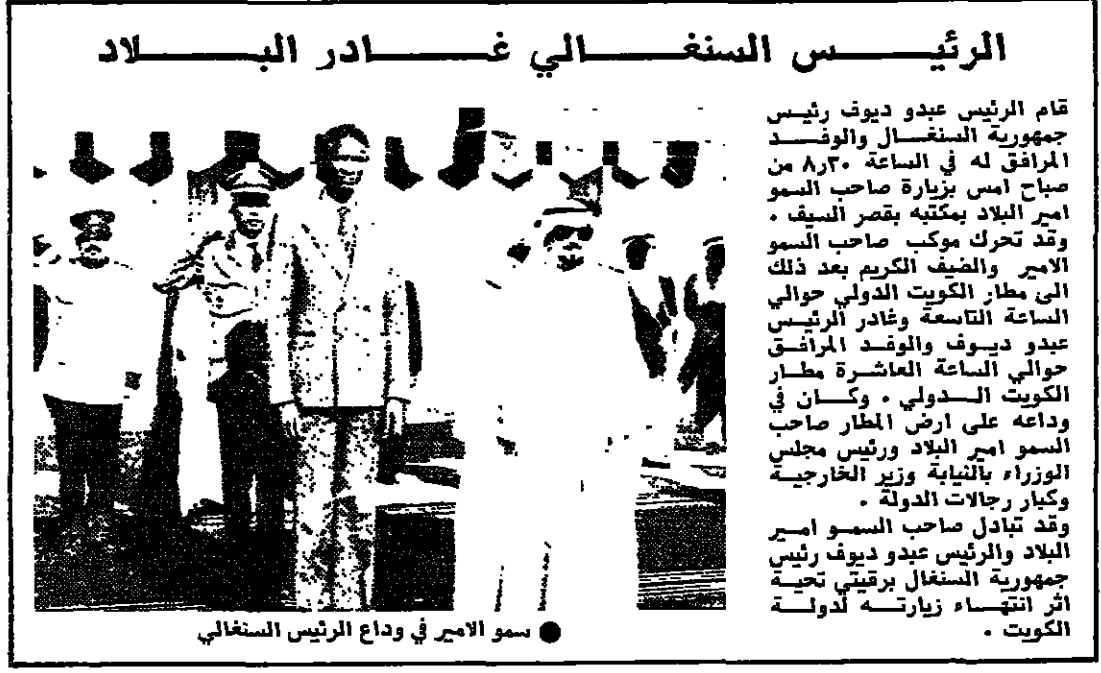 الرئيس السنغالي غادر البلاد
قام الرئيس عبدو ديوف رئيس
جمهورية السنغال والوفد
المرافق له في الساعة ٨٫٣٠ من
صباح امس بزيارة صاحب السمو
امير البلاد بمكتبه بقصر السيف .
وقد تحرك موكب صاحب السمو
الامير والضيف الكريم بعد ذلك
الى مطار الكويت الدولي حوالي
الساعة التاسعة وغادر الرئيس
عبدو ديوف والوفد المرافق
حوالي الساعة العاشرة مطار
الكويت الدولي . وكان في
وداعه على ارض المطار صاحب
السمو امير البلاد ورئيس مجلس
الوزراء بالنيابة وزير الخارجية
وكبار رجالات الدولة .
وقد تبادل صاحب السمو امير
البلاد والرئيس عبدو ديوف رئيس
جمهورية السنغال برقيتي تحية
اثر انتهاء زيارته لدولة
الكويت .
● سمو الامير في وداع الرئيس السنغالي